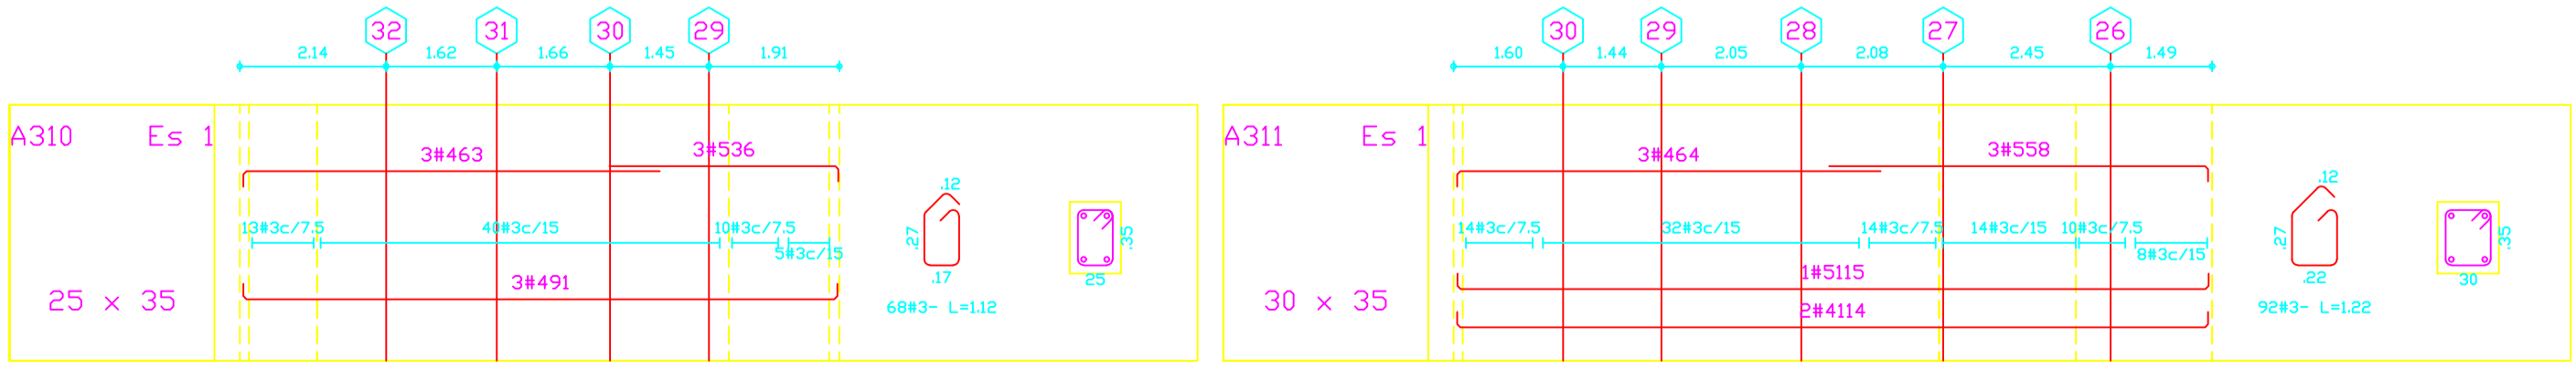 32 31 30 29
2.14 1.62 1.66 1.45 1.91
A310 Es 1
3#463 3#536
13#3c/7.5 40#3c/15 10#3c/7.5
5#3c/15
3#491
25 x 35
.12
.27
.17
68#3- L=1.12
.35
25
30 29 28 27 26
1.60 1.44 2.05 2.08 2.45 1.49
A311 Es 1
3#464 3#558
14#3c/7.5 32#3c/15 14#3c/7.5 14#3c/15 10#3c/7.5
8#3c/15
1#5115
2#4114
30 x 35
.12
.27
.22
92#3- L=1.22
.35
30